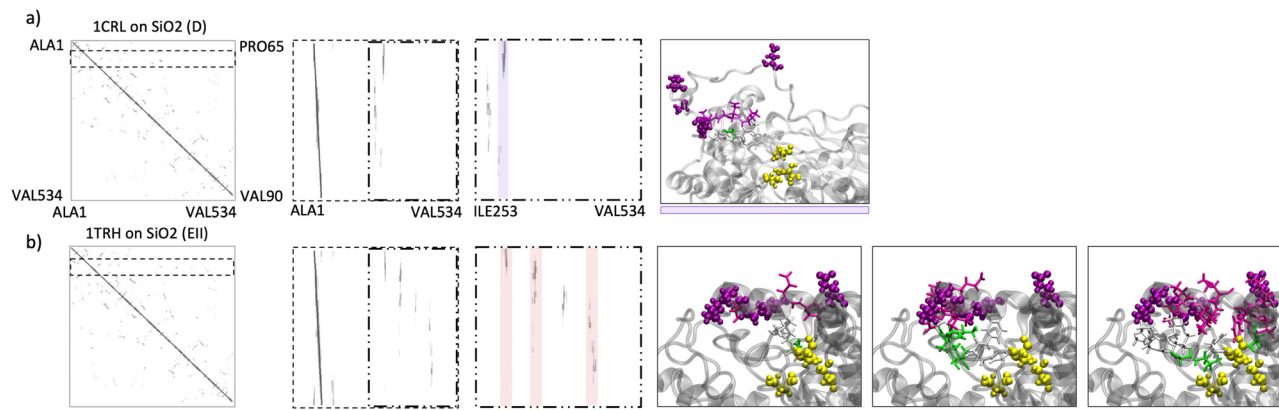 a)
1CRL on SiO2 (D)
ALA1
PRO65
VAL534
VAL90
ALA1
VAL534
ALA1
VAL534
ILE253
VAL534
b)
1TRH on SiO2 (EII)